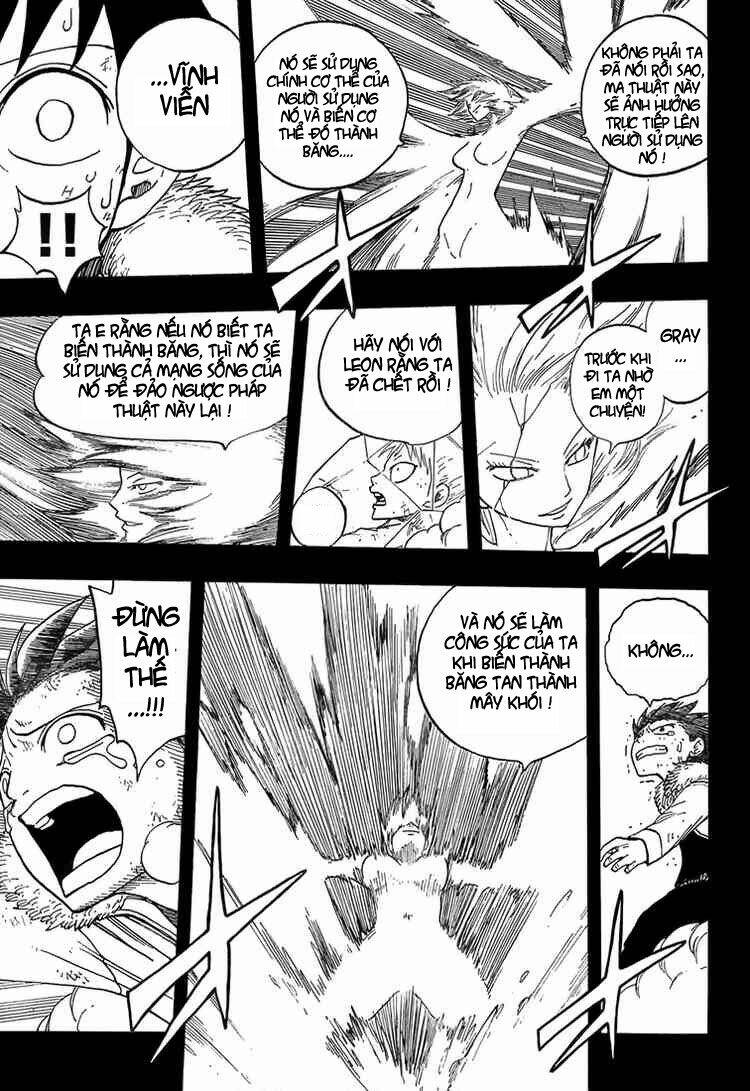 KHÔNG PHẢI TA
ĐÃ NÓI RỒI SAO,
MA THUẬT NÀY
SẼ ẢNH HƯỞNG
TRỰC TIẾP LÊN
NGƯỜI SỬ DỤNG
NÓ !
NÓ SẼ SỬ DỤNG
CHÍNH CƠ THỂ CỦA
NGƯỜI SỬ DỤNG
NÓ VÀ BIẾN CƠ
THỂ ĐÓ THÀNH
BĂNG....
...VĨNH
VIỄN
!!
GRAY
...
TRƯỚC KHI
ĐI TA NHỜ
EM MỘT
CHUYỆN!
HÃY NÓI VỚI
LEON RẰNG TA
ĐÃ CHẾT RỒI !
TA E RẰNG NẾU NÓ BIẾT TA
BIẾN THÀNH BĂNG, THÌ NÓ SẼ
SỬ DỤNG CẢ MẠNG SỐNG CỦA
NÓ ĐỂ ĐẢO NGƯỢC PHÁP
THUẬT NÀY LẠI !
KHÔNG...
VÀ NÓ SẼ LÀM
CÔNG SỨC CỦA TA
KHI BIẾN THÀNH
BĂNG TAN THÀNH
MÂY KHÓI !
ĐỪNG
LÀM
THẾ
...!!!